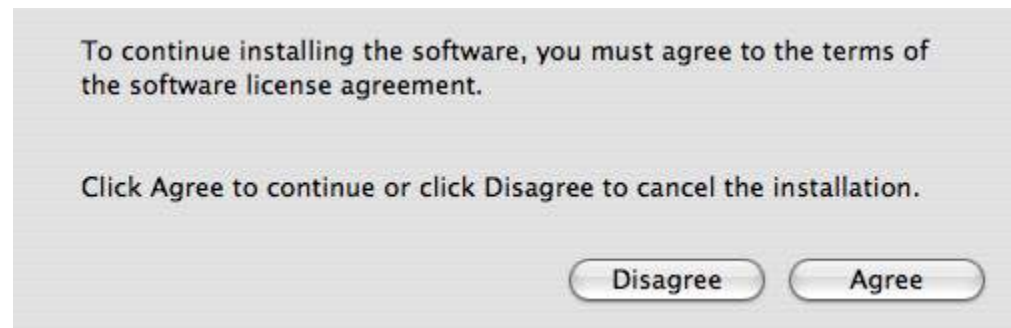 To continue installing the software, you must agree to the terms of
the software license agreement.
Click Agree to continue or click Disagree to cancel the installation.
Disagree Agree